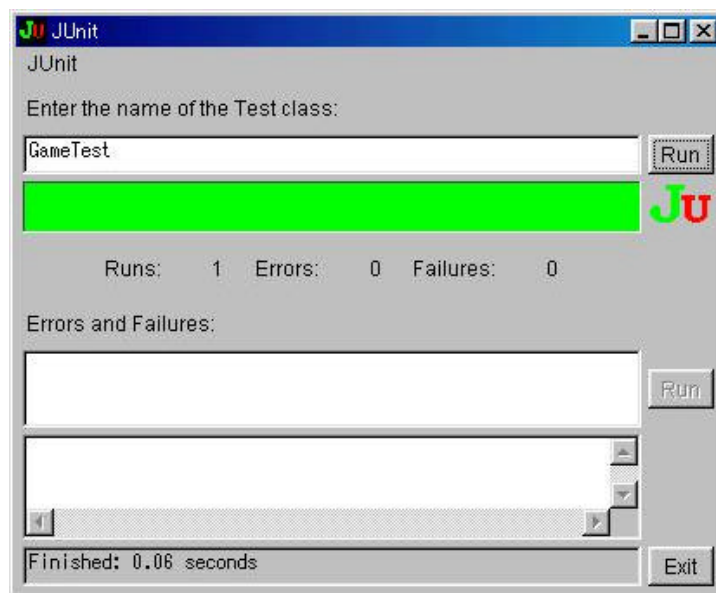 JU JUnit
JUnit
Enter the name of the Test class:
GameTest
Run
JU
Runs: 1 Errors: 0 Failures: 0
Errors and Failures:
Run
Finished: 0.06 seconds
Exit